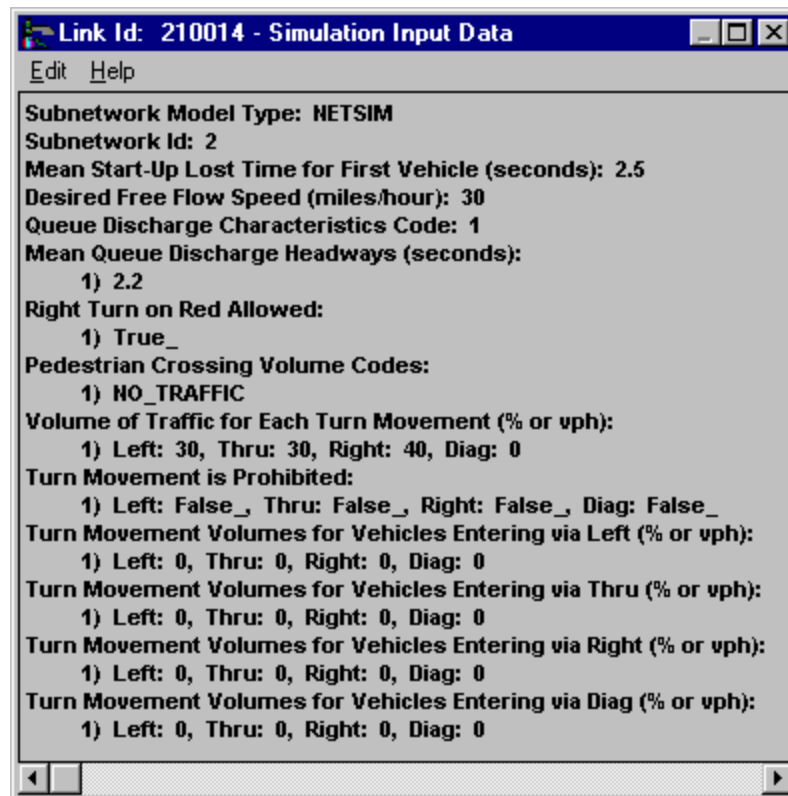 Link Id: 210014 - Simulation Input Data
Edit Help
Subnetwork Model Type: NETSIM
Subnetwork Id: 2
Mean Start-Up Lost Time for First Vehicle (seconds): 2.5
Desired Free Flow Speed (miles/hour): 30
Queue Discharge Characteristics Code: 1
Mean Queue Discharge Headways (seconds):
1) 2.2
Right Turn on Red Allowed:
1) True_
Pedestrian Crossing Volume Codes:
1) NO_TRAFFIC
Volume of Traffic for Each Turn Movement (% or vph):
1) Left: 30, Thru: 30, Right: 40, Diag: 0
Turn Movement is Prohibited:
1) Left: False_, Thru: False_, Right: False_, Diag: False_
Turn Movement Volumes for Vehicles Entering via Left (% or vph):
1) Left: 0, Thru: 0, Right: 0, Diag: 0
Turn Movement Volumes for Vehicles Entering via Thru (% or vph):
1) Left: 0, Thru: 0, Right: 0, Diag: 0
Turn Movement Volumes for Vehicles Entering via Right (% or vph):
1) Left: 0, Thru: 0, Right: 0, Diag: 0
Turn Movement Volumes for Vehicles Entering via Diag (% or vph):
1) Left: 0, Thru: 0, Right: 0, Diag: 0